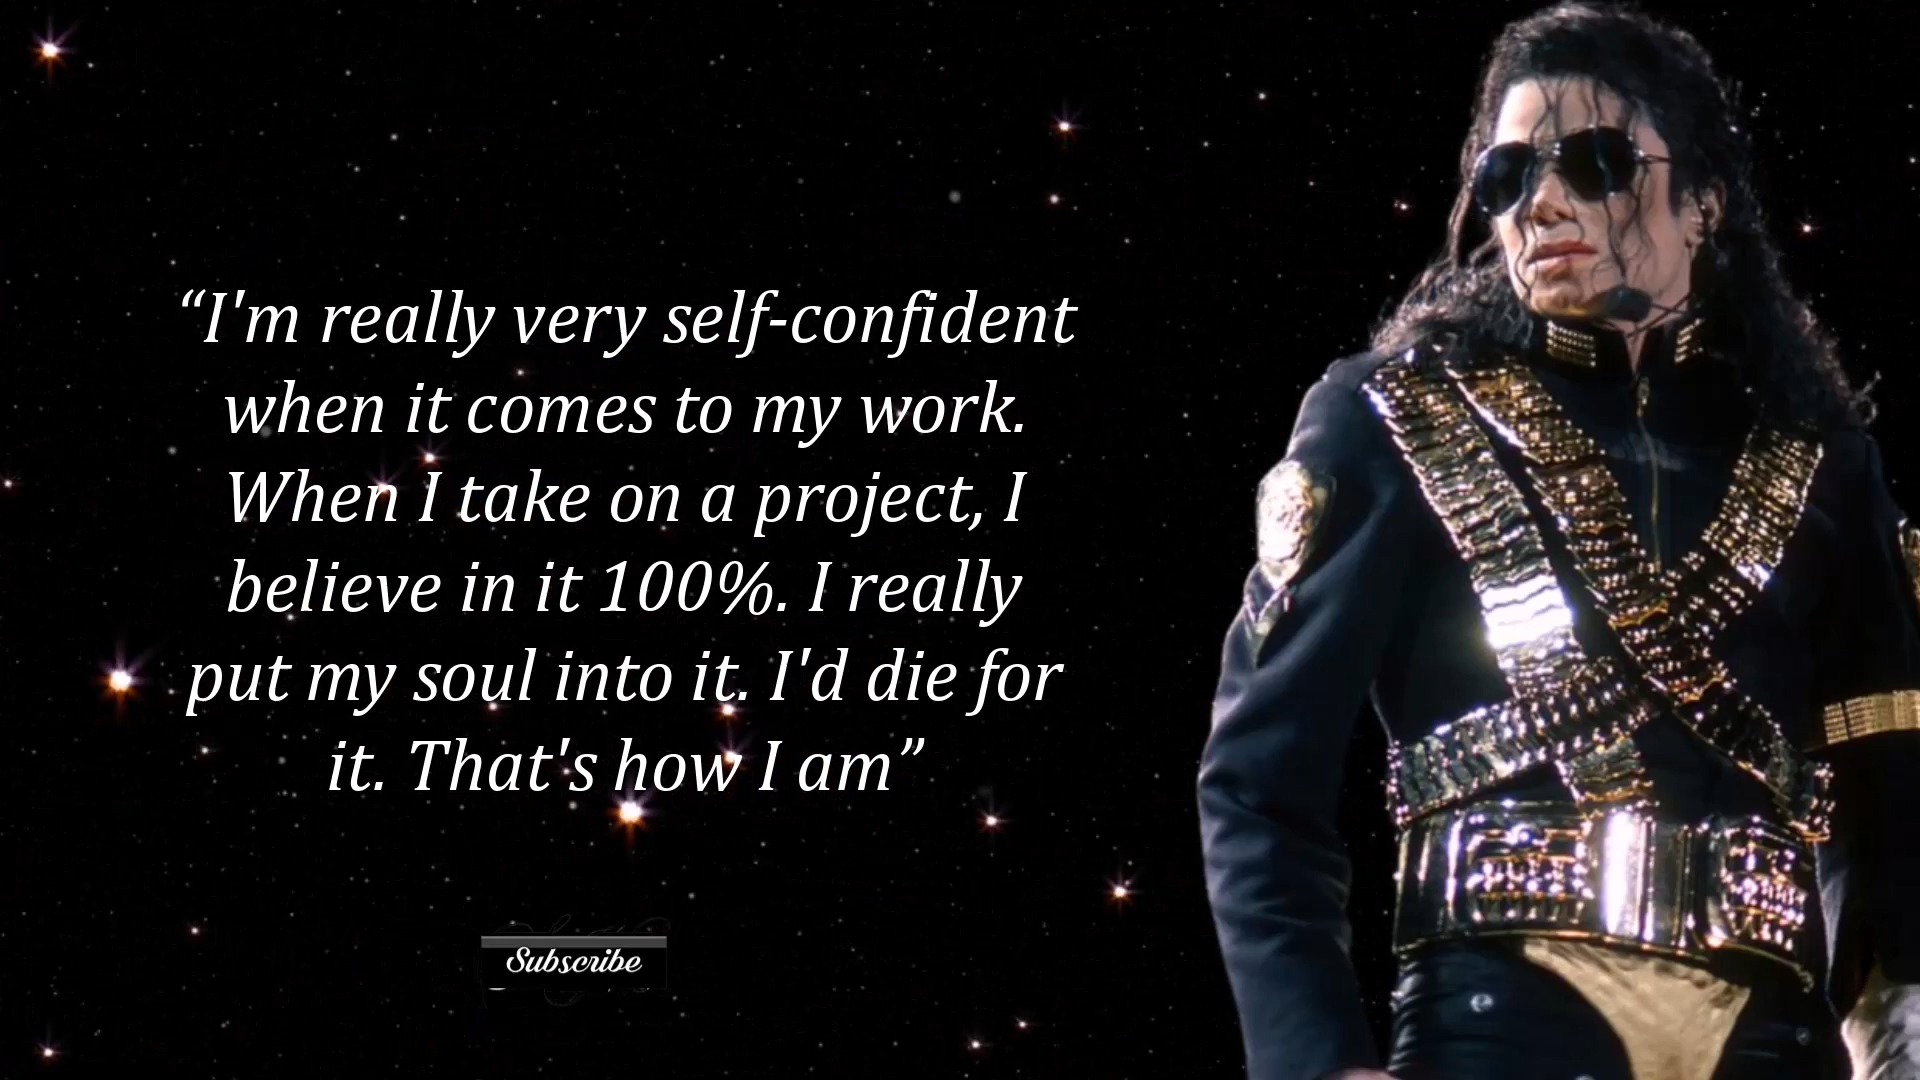 “I'm really very self-confident
when it comes to my work.
When I take on a project, I
believe in it 100%. I really
put my soul into it. I'd die for
it. That's how I am”
Subscribe